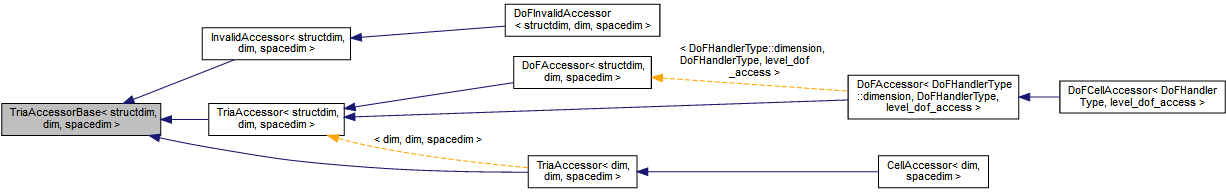 DoFInvalidAccessor
< structdim, dim, spacedim >
InvalidAccessor< structdim,
dim, spacedim >
< DoFHandlerType::dimension,
DoFHandlerType, level_dof
_access >
DoFAccessor< structdim,
dim, spacedim >
DoFAccessor< DoFHandlerType
::dimension, DoFHandlerType,
level_dof_access >
DoFCellAccessor< DoFHandler
Type, level_dof_access >
TriaAccessorBase< structdim,
dim, spacedim >
TriaAccessor< structdim,
dim, spacedim >
< dim, dim, spacedim >
TriaAccessor< dim,
dim, spacedim >
CellAccessor< dim,
spacedim >